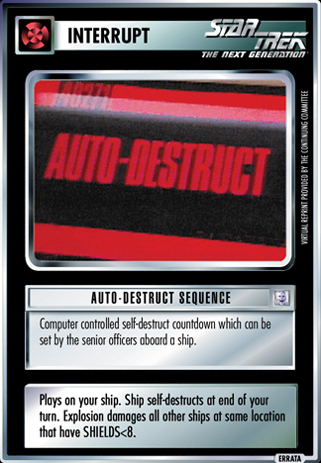 INTERRUPT
STAR TREK
THE NEXT GENERATION
AUTO-DESTRUCT
VIRTUAL REPRINT PROVIDED BY THE CONTINUING COMMITTEE
AUTO-DESTRUCT SEQUENCE
Computer controlled self-destruct countdown which can be
set by the senior officers aboard a ship.
Plays on your ship. Ship self-destructs at end of your
turn. Explosion damages all other ships at same location
that have SHIELDS<8.
ERRATA